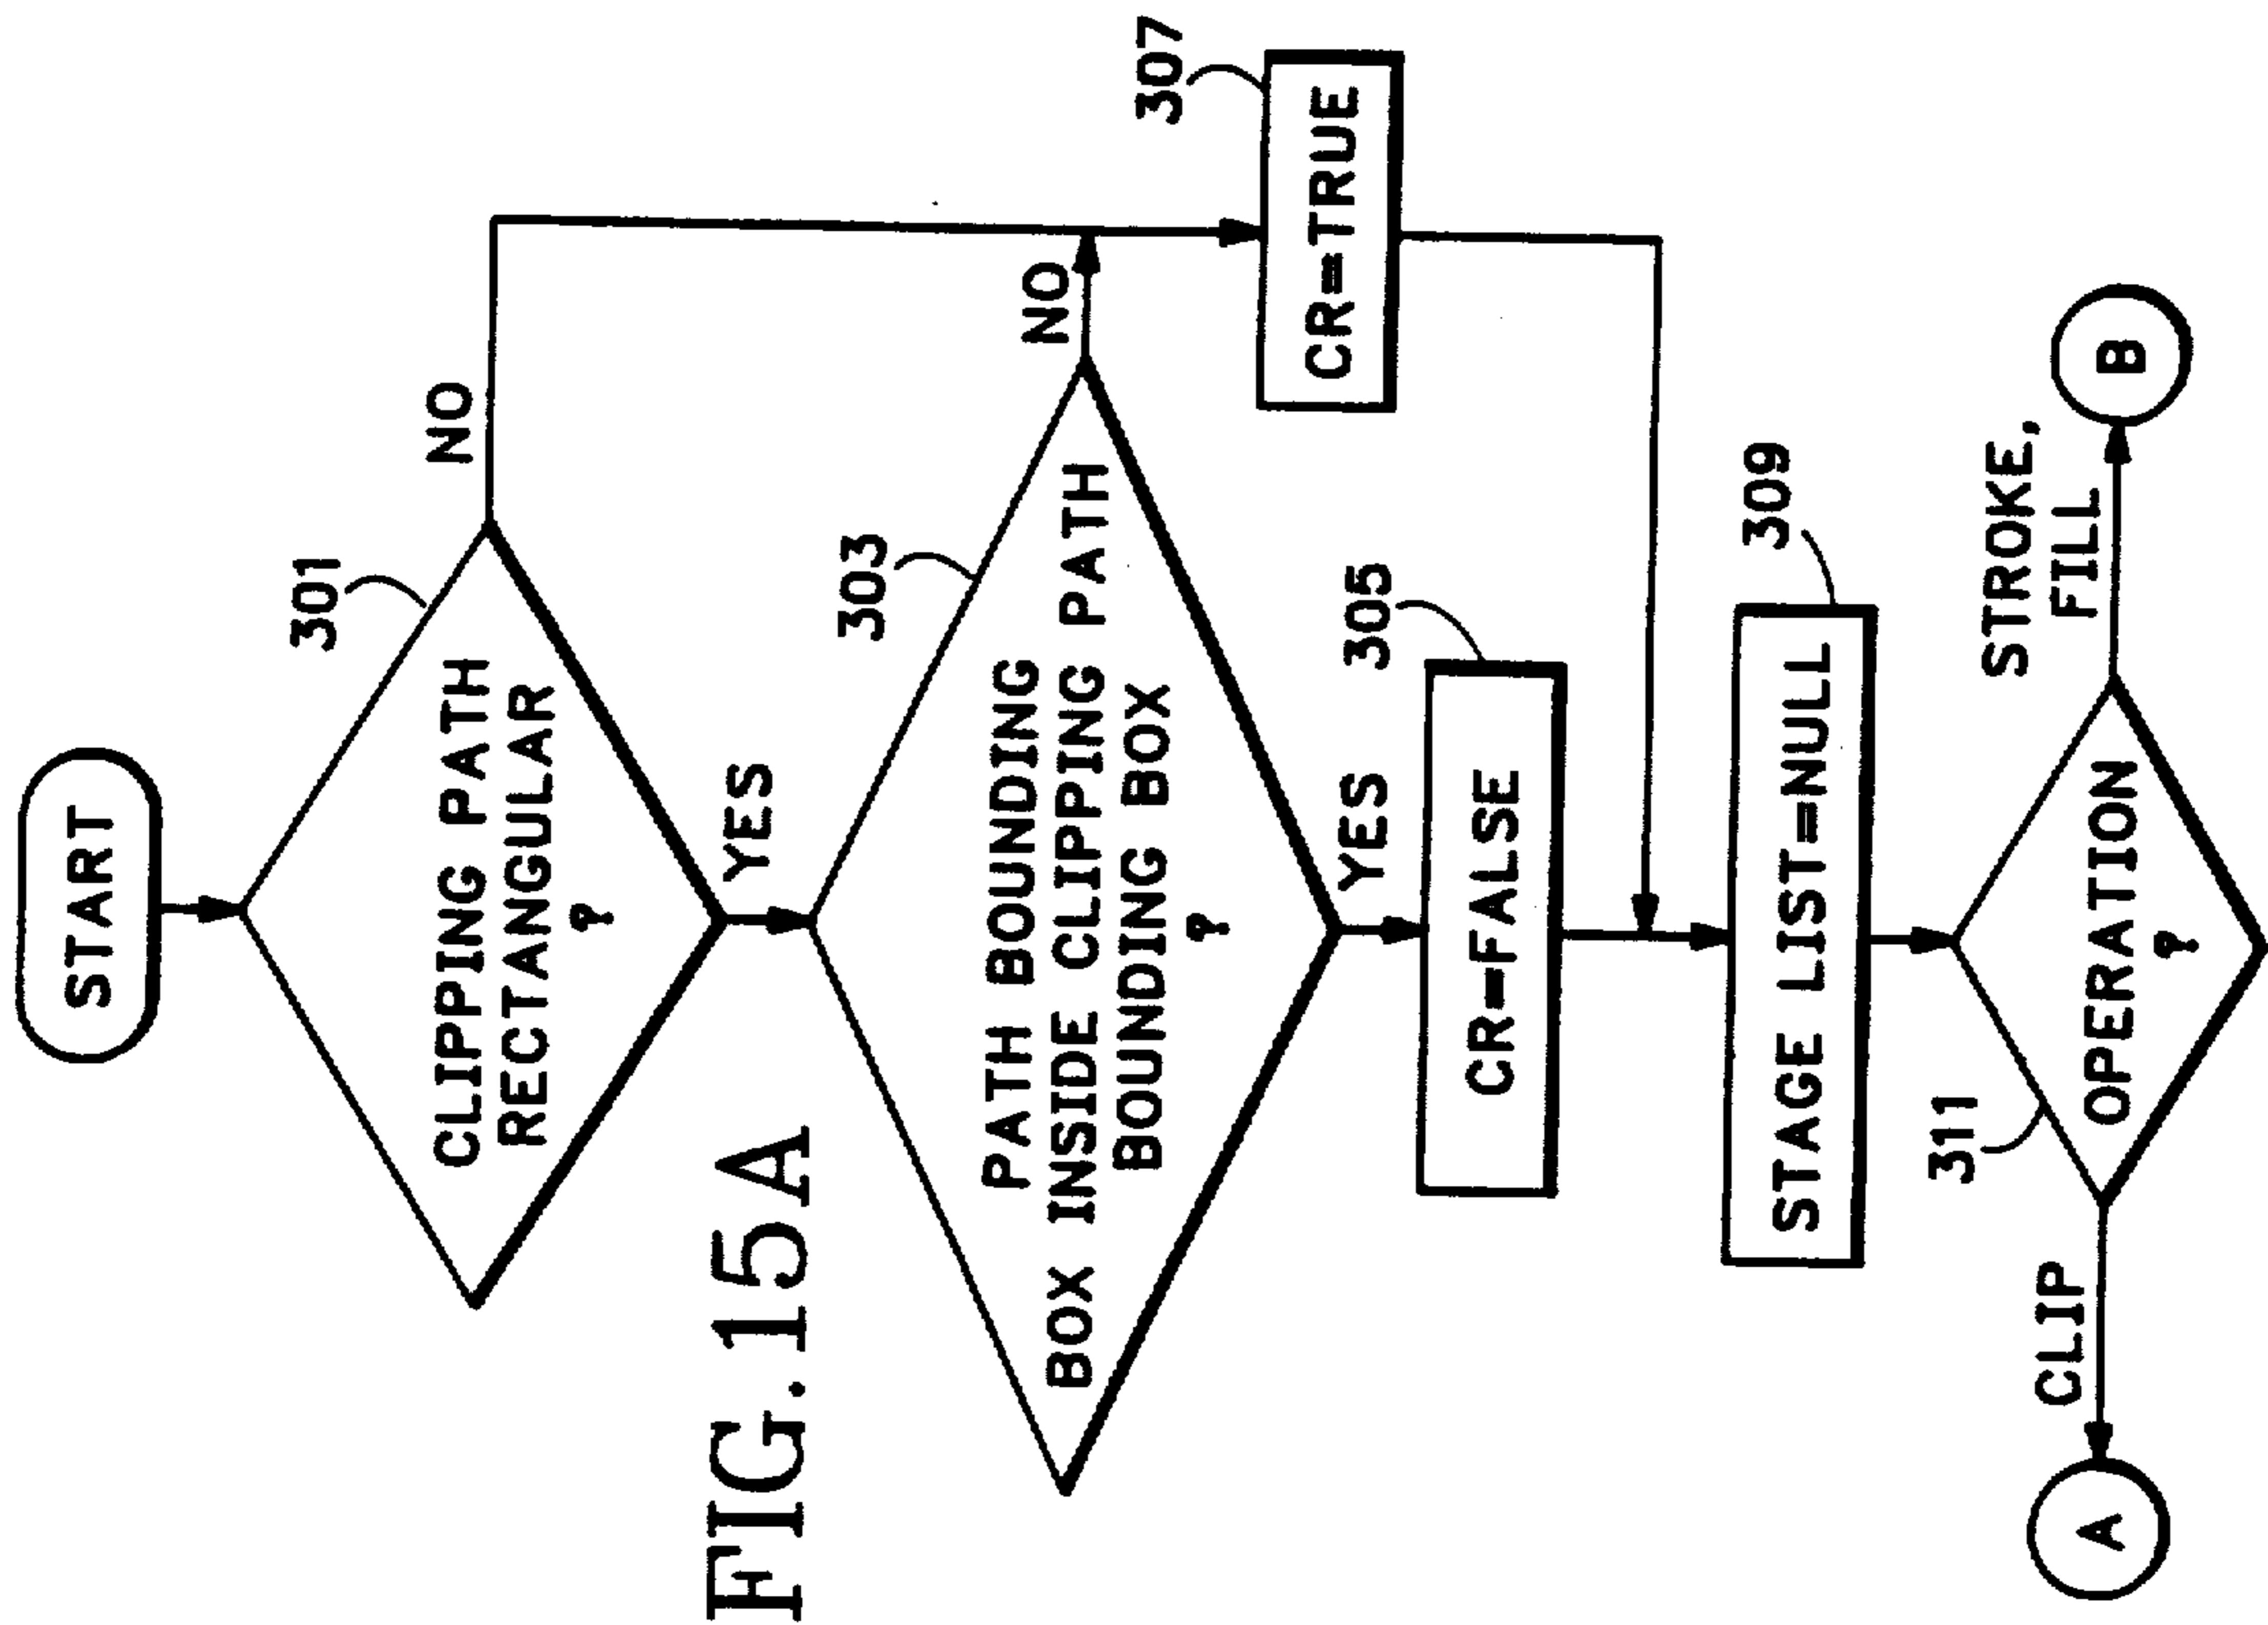 START
301
CLIPPING PATH
RECTANGULAR
?
NO
YES
FIG. 15A
303
PATH BOUNDING
BOX INSIDE CLIPPING PATH
BOUNDING BOX
?
NO
YES
307
CR=TRUE
305
CR=FALSE
309
STAGE LIST=NULL
311
OPERATION
?
CLIP
A
STROKE,
FILL
B